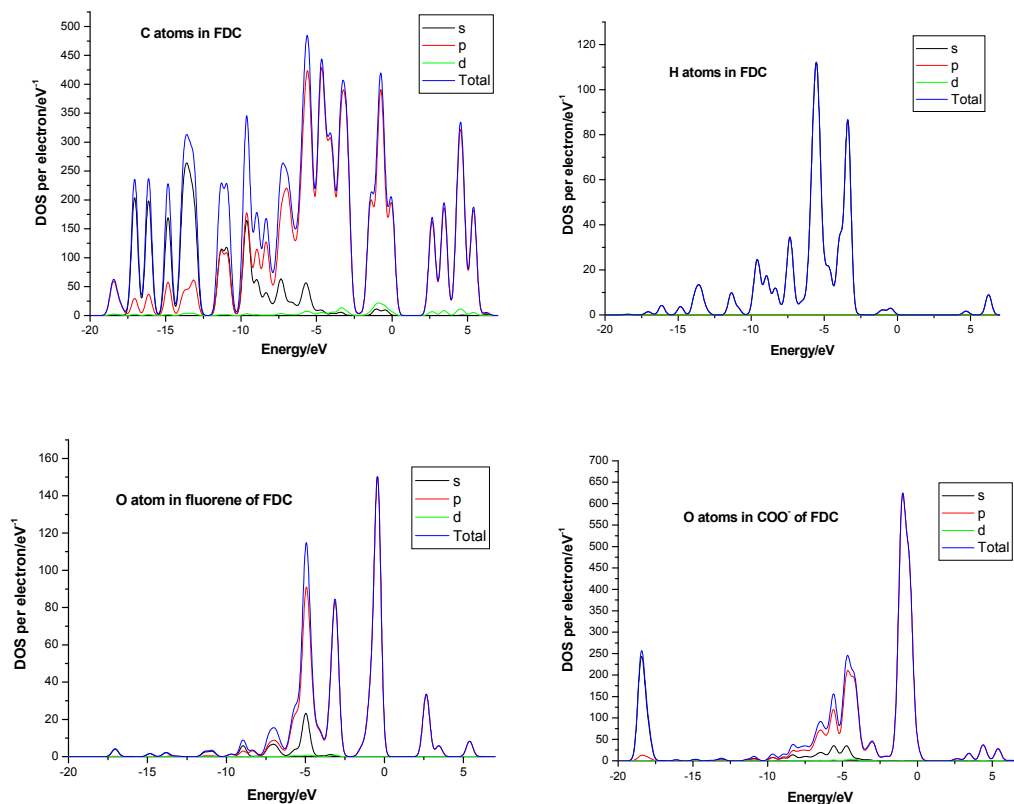 C atoms in FDC
s
p
d
Total
DOS per electron/eV⁻¹
500
450
400
350
300
250
200
150
100
50
0
-20 -15 -10 -5 0 5
Energy/eV
H atoms in FDC
s
p
d
Total
DOS per electron/eV⁻¹
120
100
80
60
40
20
0
-20 -15 -10 -5 0 5
Energy/eV
O atom in fluorene of FDC
s
p
d
Total
DOS per electron/eV⁻¹
160
140
120
100
80
60
40
20
0
-20 -15 -10 -5 0 5
Energy/eV
O atoms in COO⁻ of FDC
s
p
d
Total
DOS per electron/eV⁻¹
700
650
600
550
500
450
400
350
300
250
200
150
100
50
0
-20 -15 -10 -5 0 5
Energy/eV